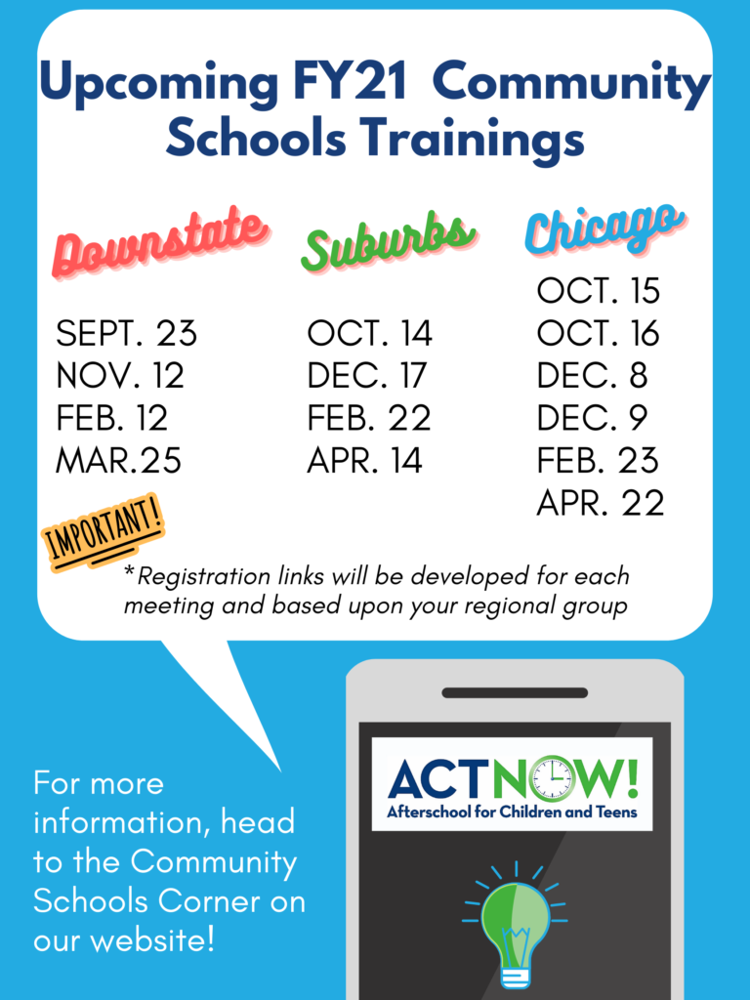 Upcoming FY21 Community
Schools Trainings
Downstate
SEPT. 23
NOV. 12
FEB. 12
MAR.25
Suburbs
OCT. 14
DEC. 17
FEB. 22
APR. 14
Chicago
OCT. 15
OCT. 16
DEC. 8
DEC. 9
FEB. 23
APR. 22
IMPORTANT!
*Registration links will be developed for each
meeting and based upon your regional group
For more
information, head
to the Community
Schools Corner on
our website!
ACT NOW!
Afterschool for Children and Teens